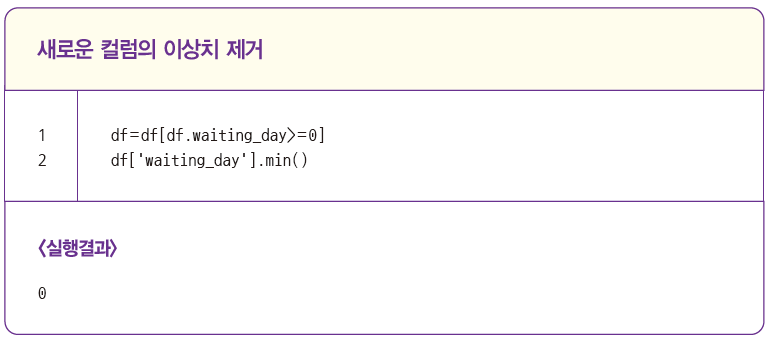 새로운 컬럼의 이상치 제거
1 df=df[df.waiting_day>=0]
2 df['waiting_day'].min()
<실행결과>
0